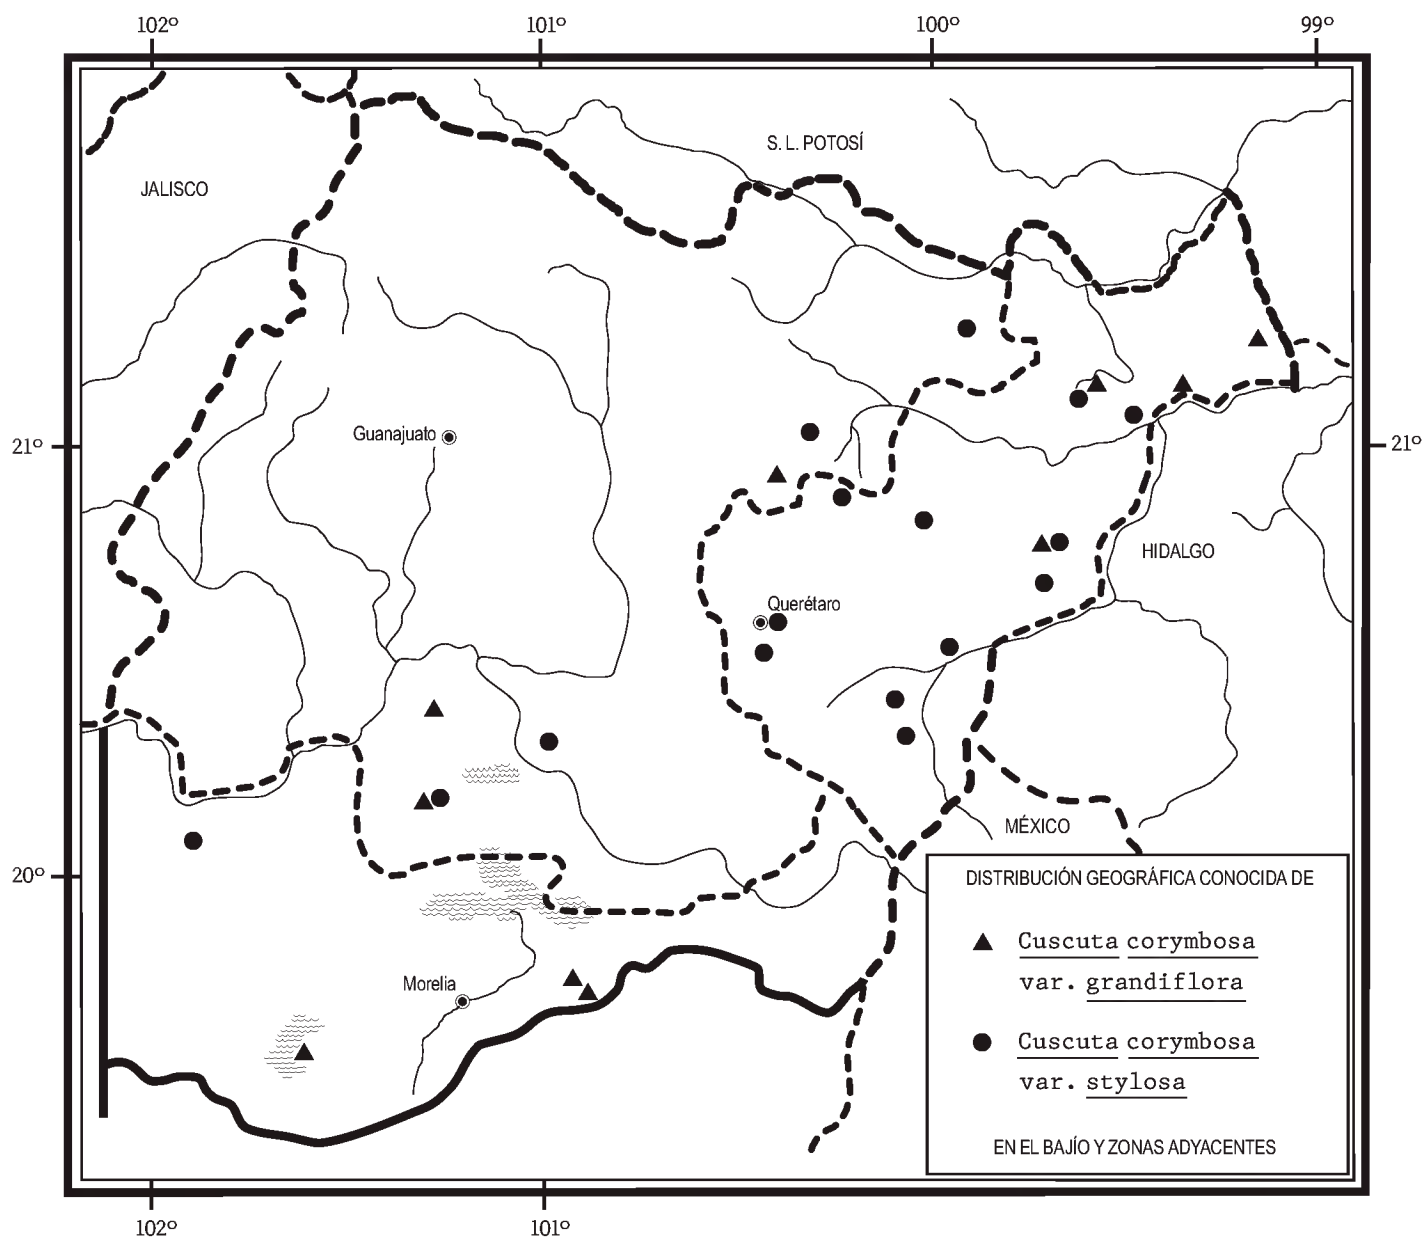 102º 101º 100º 99º
S. L. POTOSÍ
JALISCO
Guanajuato
21º 21º
HIDALGO
Querétaro
MÉXICO
20º
DISTRIBUCIÓN GEOGRÁFICA CONOCIDA DE
Cuscuta corymbosa
var. grandiflora
Morelia
Cuscuta corymbosa
var. stylosa
EN EL BAJÍO Y ZONAS ADYACENTES
102º 101º